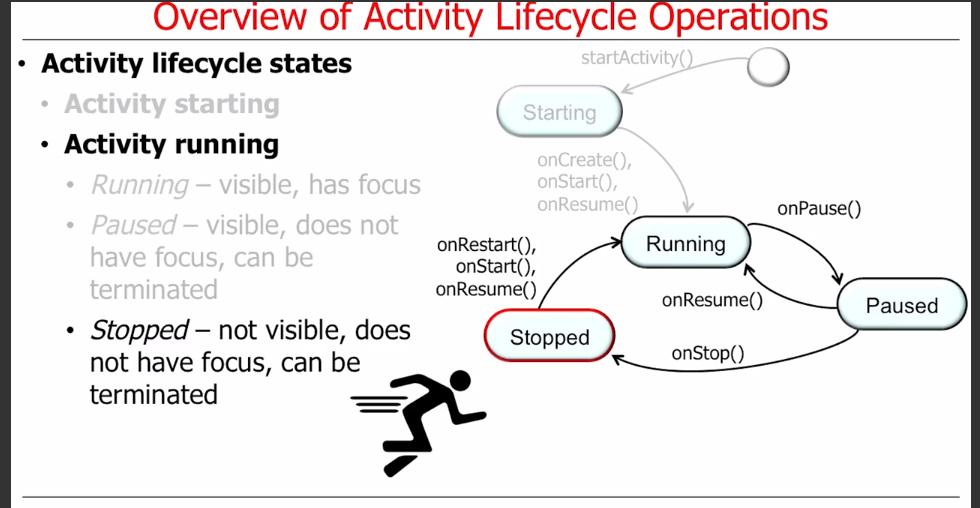 Overview of Activity Lifecycle Operations
• Activity lifecycle states
• Activity starting
• Activity running
• Running – visible, has focus
• Paused – visible, does not
have focus, can be
terminated
• Stopped – not visible, does
not have focus, can be
terminated
startActivity()
Starting
onCreate(),
onStart(),
onResume()
Running
onPause()
onRestart(),
onStart(),
onResume()
onResume()
Paused
Stopped
onStop()